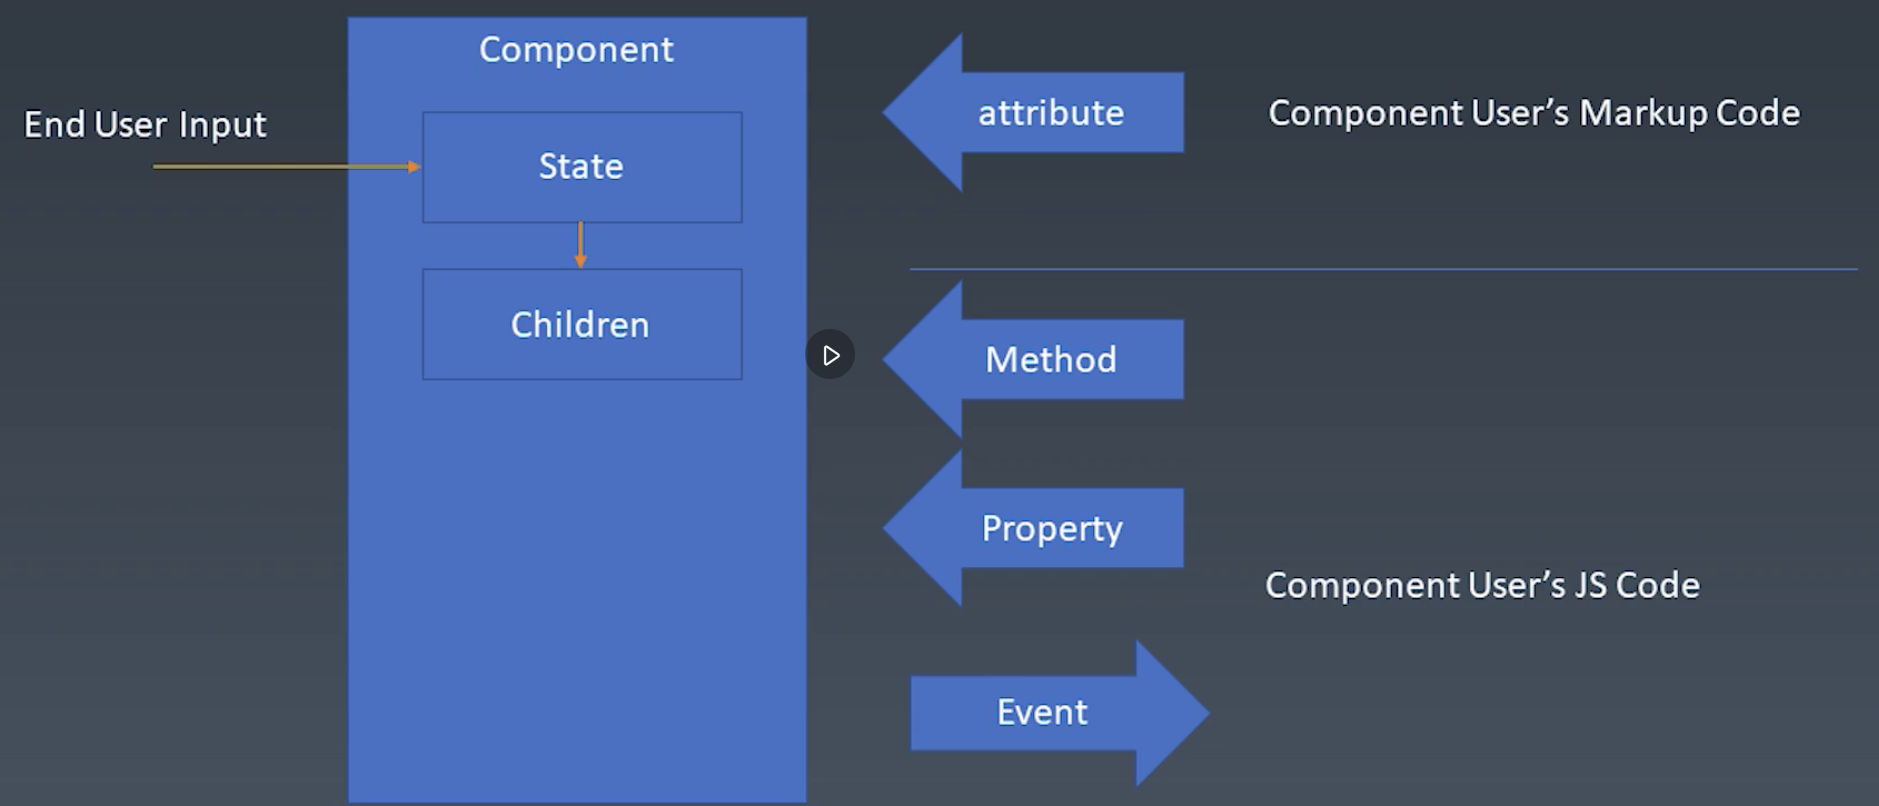 Component
End User Input
State
Children
attribute
Component User's Markup Code
Method
Property
Component User's JS Code
Event